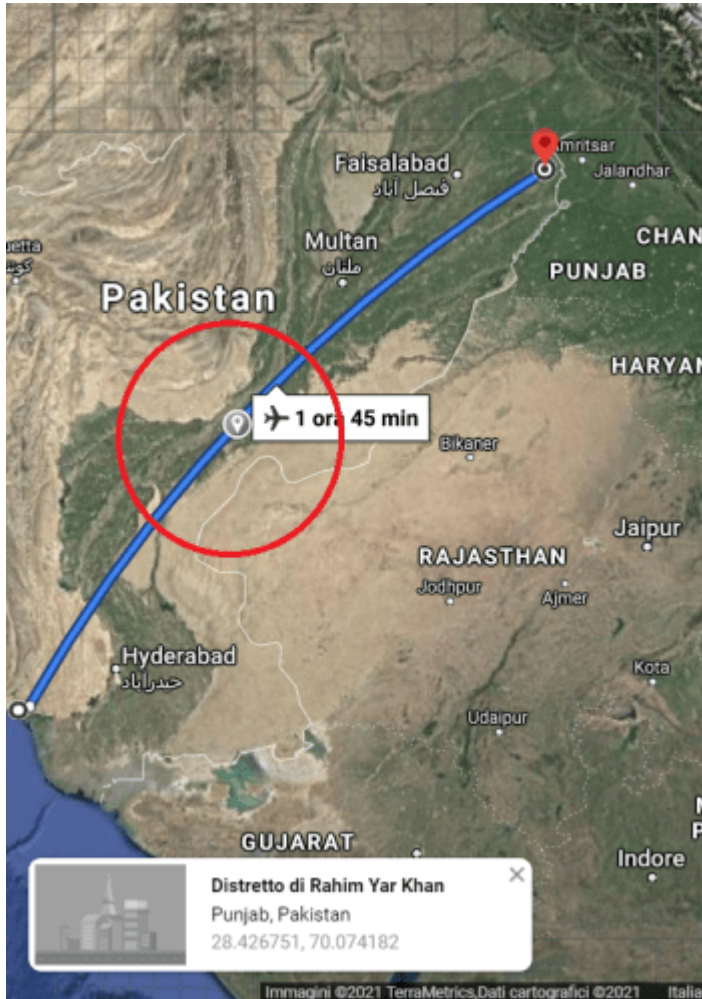 Amritsar
Faisalabad
فیصل آباد
Jalandhar
Multan
ملتان
CHAN
PUNJAB
Pakistan
HARYAN
1 ora 45 min
Bikaner
Jaipur
RAJASTHAN
Jodhpur
Ajmer
Hyderabad
حیدرآباد
Kota
Udaipur
GUJARAT
Indore
Distretto di Rahim Yar Khan
Punjab, Pakistan
28.426751, 70.074182
Immagini ©2021 TerraMetrics,Dati cartografici ©2021 Italia